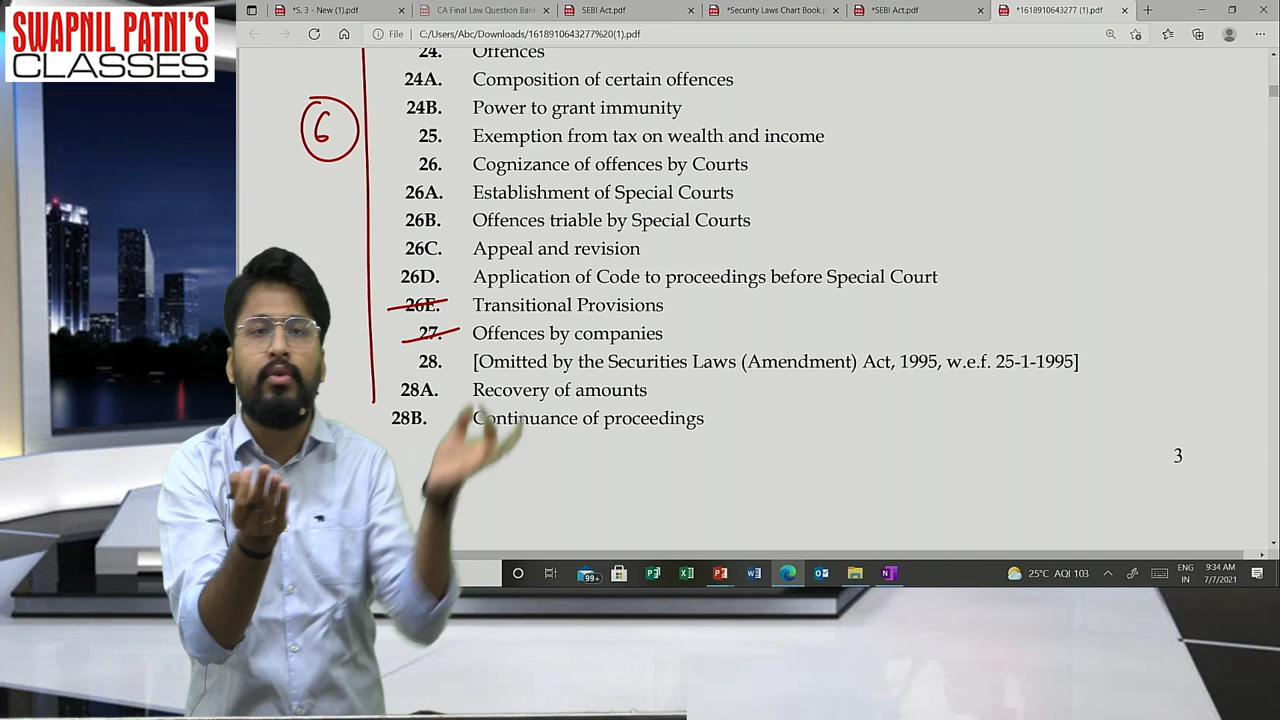 SWAPNIL PATNI'S
CLASSES
*S. 3 - New (1).pdf
CA Final Law Question Ban
SEBI Act.pdf
*Security Laws Chart Book.p
*SEBI Act.pdf
*1618910643277 (1).pdf
File
C:/Users/Abc/Downloads/1618910643277%20(1).pdf
24. Offences
24A. Composition of certain offences
24B. Power to grant immunity
6
25. Exemption from tax on wealth and income
26. Cognizance of offences by Courts
26A. Establishment of Special Courts
26B. Offences triable by Special Courts
26C. Appeal and revision
26D. Application of Code to proceedings before Special Court
26E. Transitional Provisions
27. Offences by companies
28. [Omitted by the Securities Laws (Amendment) Act, 1995, w.e.f. 25-1-1995]
28A. Recovery of amounts
28B. Continuance of proceedings
3
99+
25°C AQI 103
ENG
IN
9:34 AM
7/7/2021